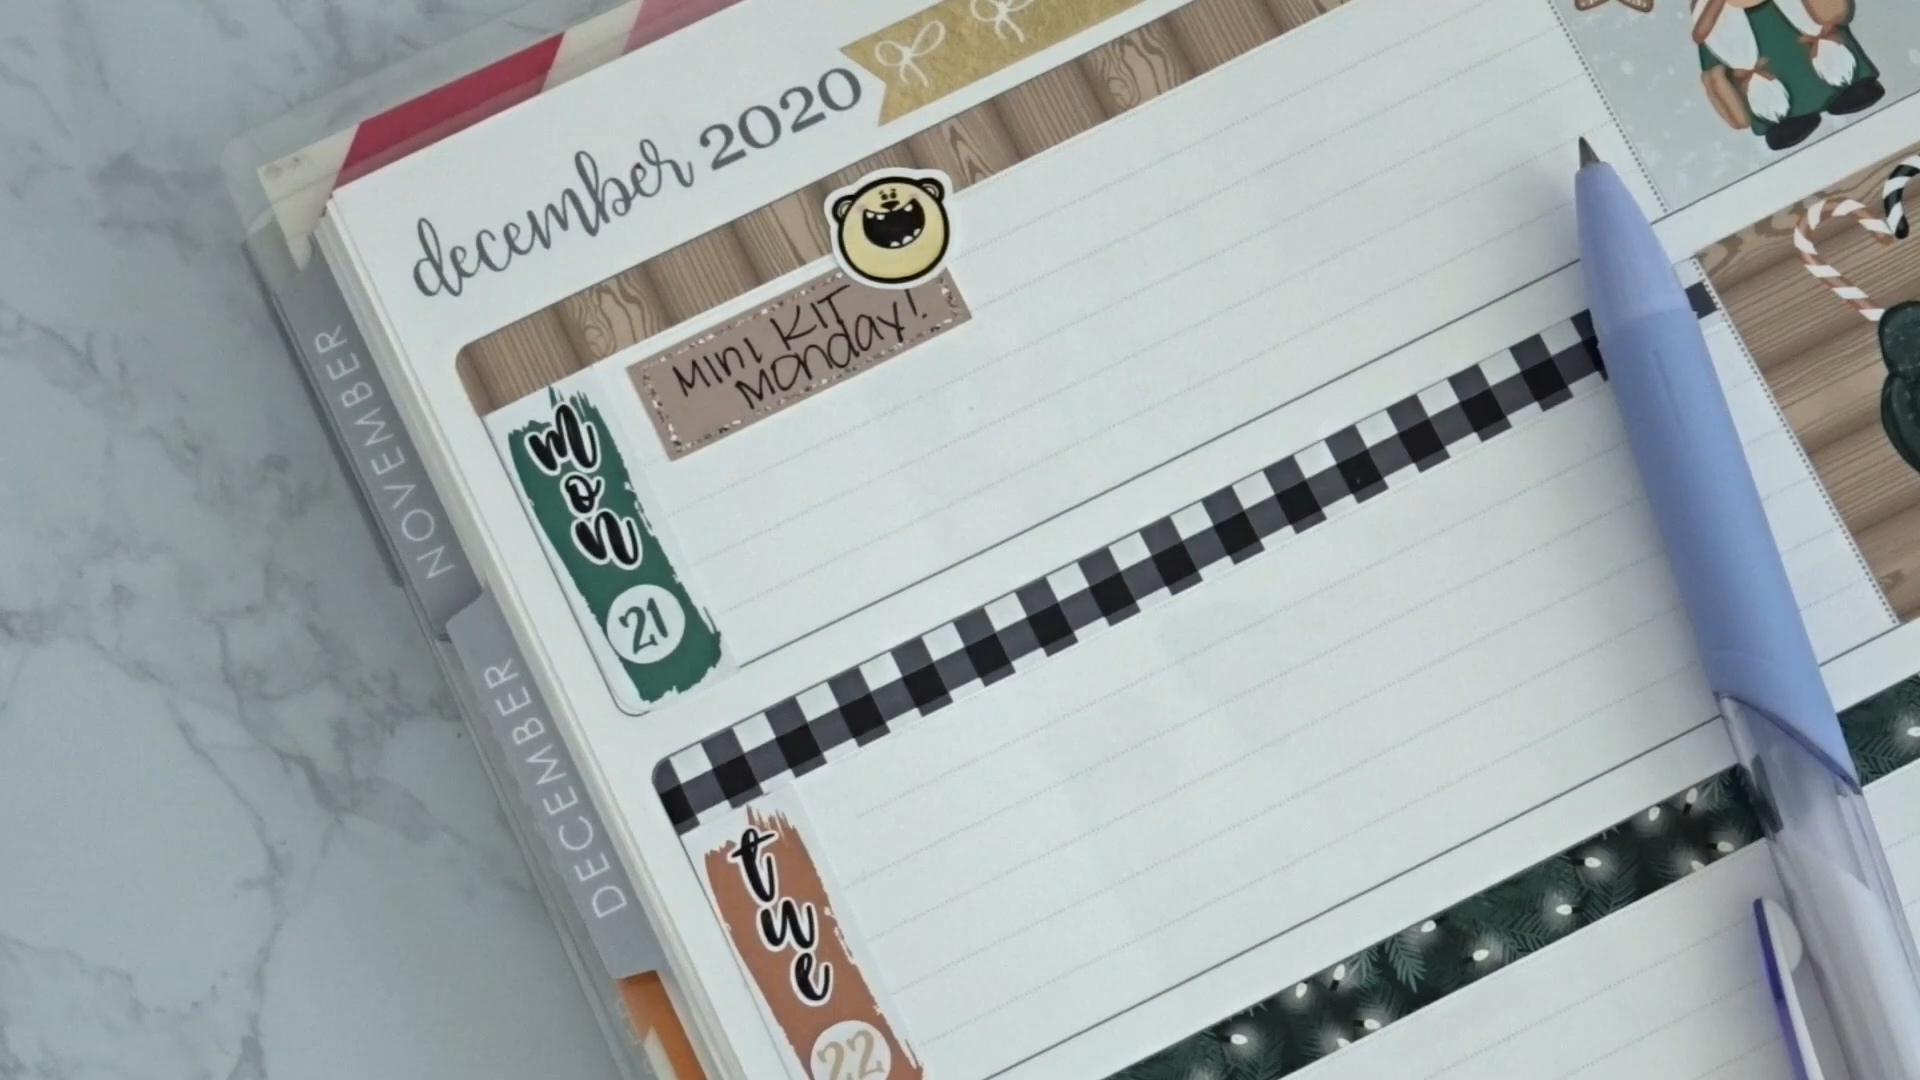 december 2020
MINI KIT
Monday!
mon
21
tue
22
NOVEMBER
DECEMBER